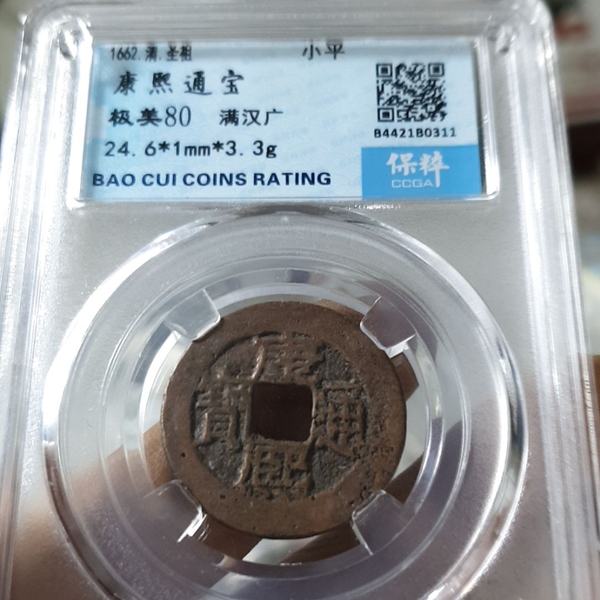 1662.清.圣祖 小平
康熙通宝
极美80 满汉广
24.6*1mm*3.3g
BAO CUI COINS RATING
B442180311
保粹
CCGA
康熙通寶